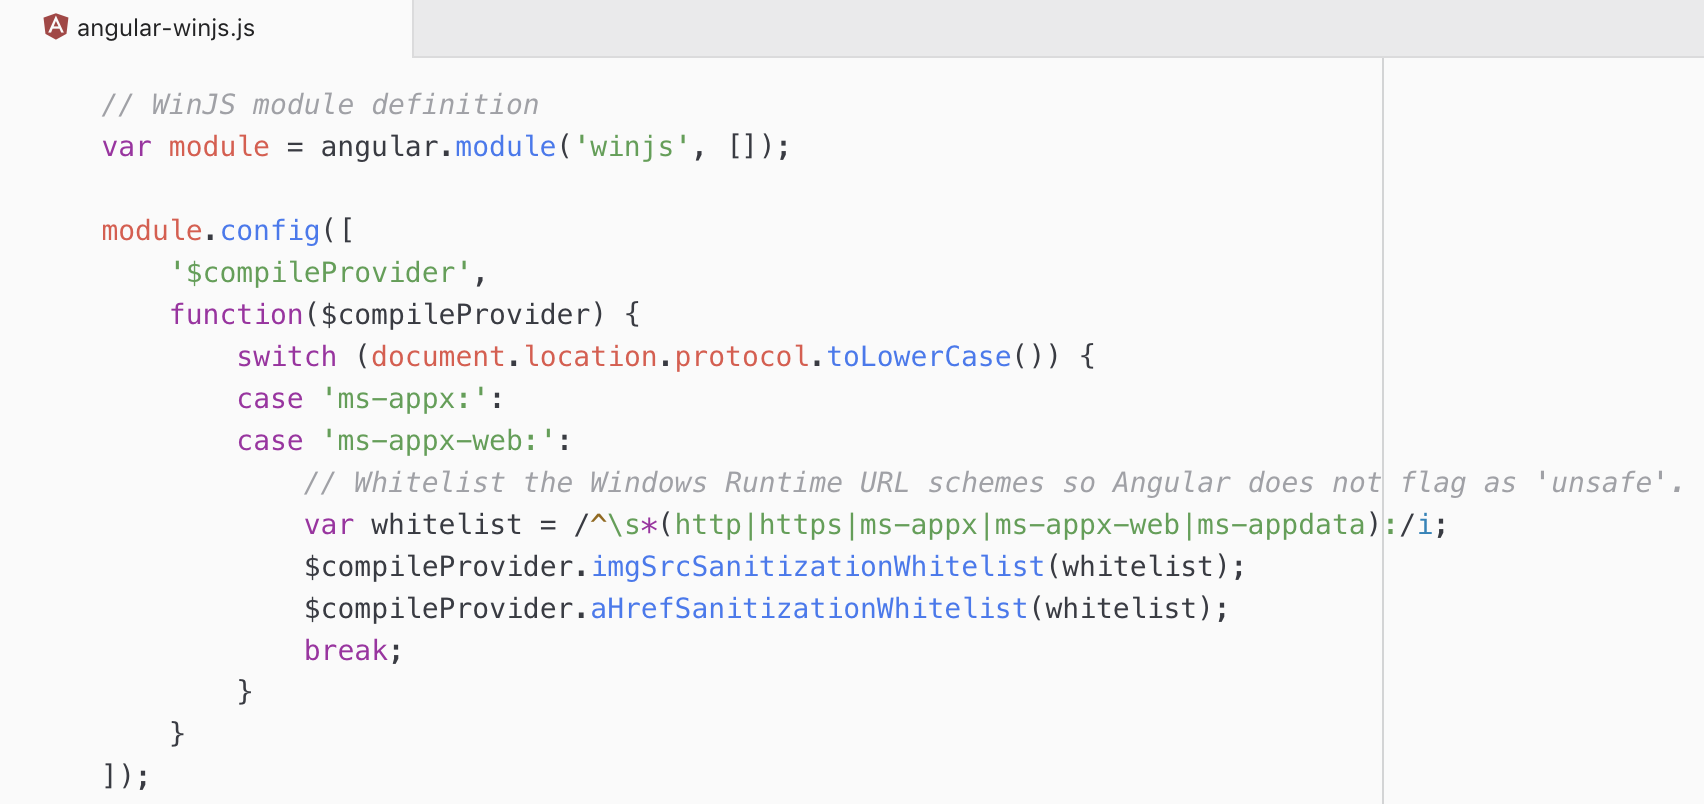 angular-winjs.js
// WinJS module definition
var module = angular.module('winjs', []);
module.config([
'$compileProvider',
function($compileProvider) {
switch (document.location.protocol.toLowerCase()) {
case 'ms-appx:':
case 'ms-appx-web:':
// Whitelist the Windows Runtime URL schemes so Angular does not flag as 'unsafe'.
var whitelist = /^\s*(http|https|ms-appx|ms-appx-web|ms-appdata):/i;
$compileProvider.imgSrcSanitizationWhitelist(whitelist);
$compileProvider.aHrefSanitizationWhitelist(whitelist);
break;
}
}
]);